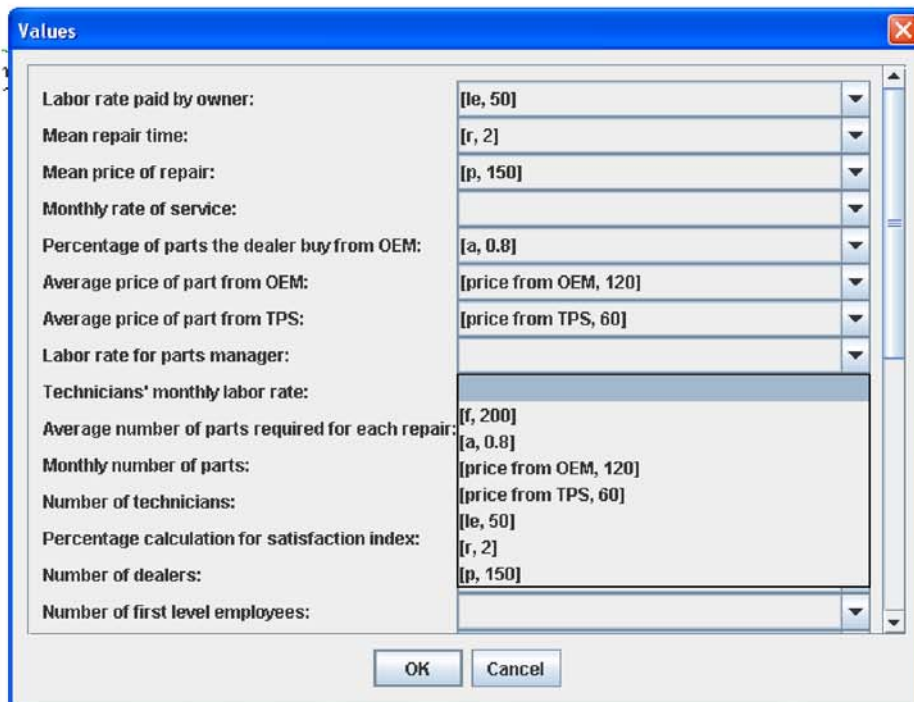 Values
Labor rate paid by owner: [le, 50]
Mean repair time: [r, 2]
Mean price of repair: [p, 150]
Monthly rate of service:
Percentage of parts the dealer buy from OEM: [a, 0.8]
Average price of part from OEM: [price from OEM, 120]
Average price of part from TPS: [price from TPS, 60]
Labor rate for parts manager:
Technicians' monthly labor rate:
Average number of parts required for each repair:
Monthly number of parts:
Number of technicians:
Percentage calculation for satisfaction index:
Number of dealers:
Number of first level employees:
[f, 200]
[a, 0.8]
[price from OEM, 120]
[price from TPS, 60]
[le, 50]
[r, 2]
[p, 150]
OK Cancel